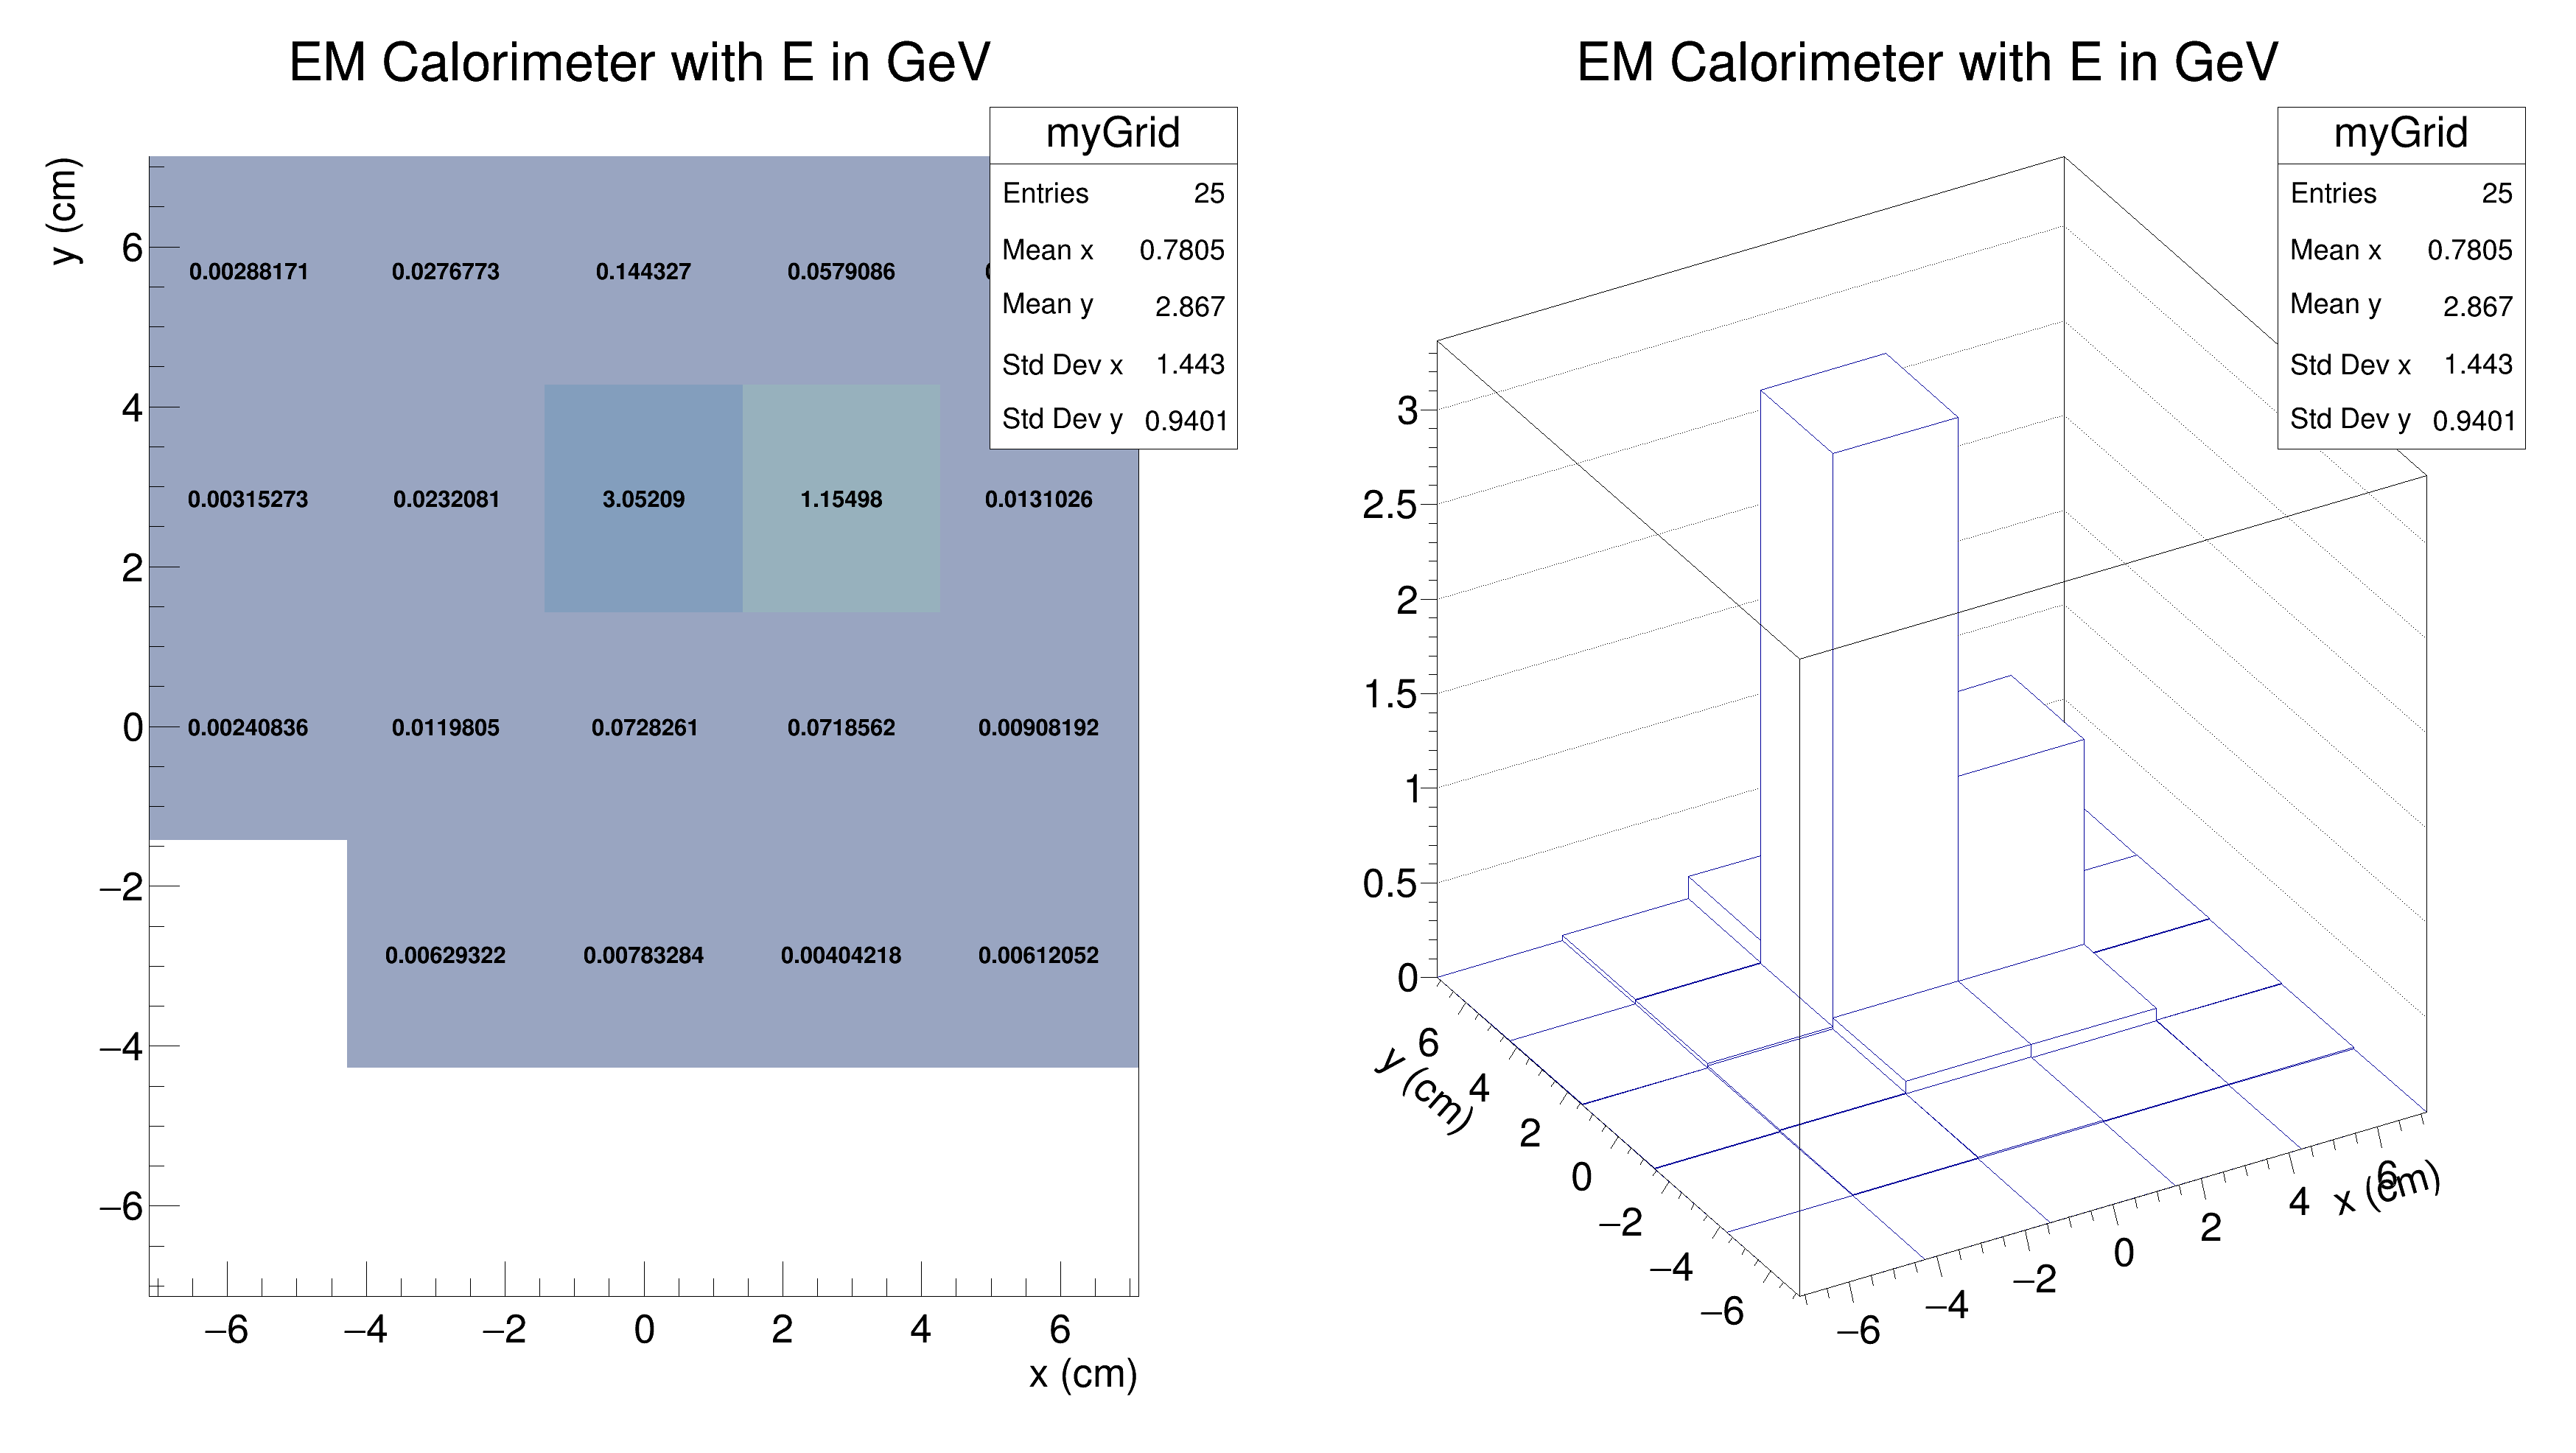 EM Calorimeter with E in GeV
myGrid
Entries 25
Mean x 0.7805
Mean y 2.867
Std Dev x 1.443
Std Dev y 0.9401
y (cm)
6
4
2
0
−2
−4
−6
0.00288171 0.0276773 0.144327 0.0579086
0.00315273 0.0232081 3.05209 1.15498 0.0131026
0.00240836 0.0119805 0.0728261 0.0718562 0.00908192
0.00629322 0.00783284 0.00404218 0.00612052
−6 −4 −2 0 2 4 6
x (cm)
EM Calorimeter with E in GeV
myGrid
Entries 25
Mean x 0.7805
Mean y 2.867
Std Dev x 1.443
Std Dev y 0.9401
3
2.5
2
1.5
1
0.5
0
6
4
2
0
−2
−4
−6
y (cm)
−6 −4 −2 0 2 4 6
x (cm)